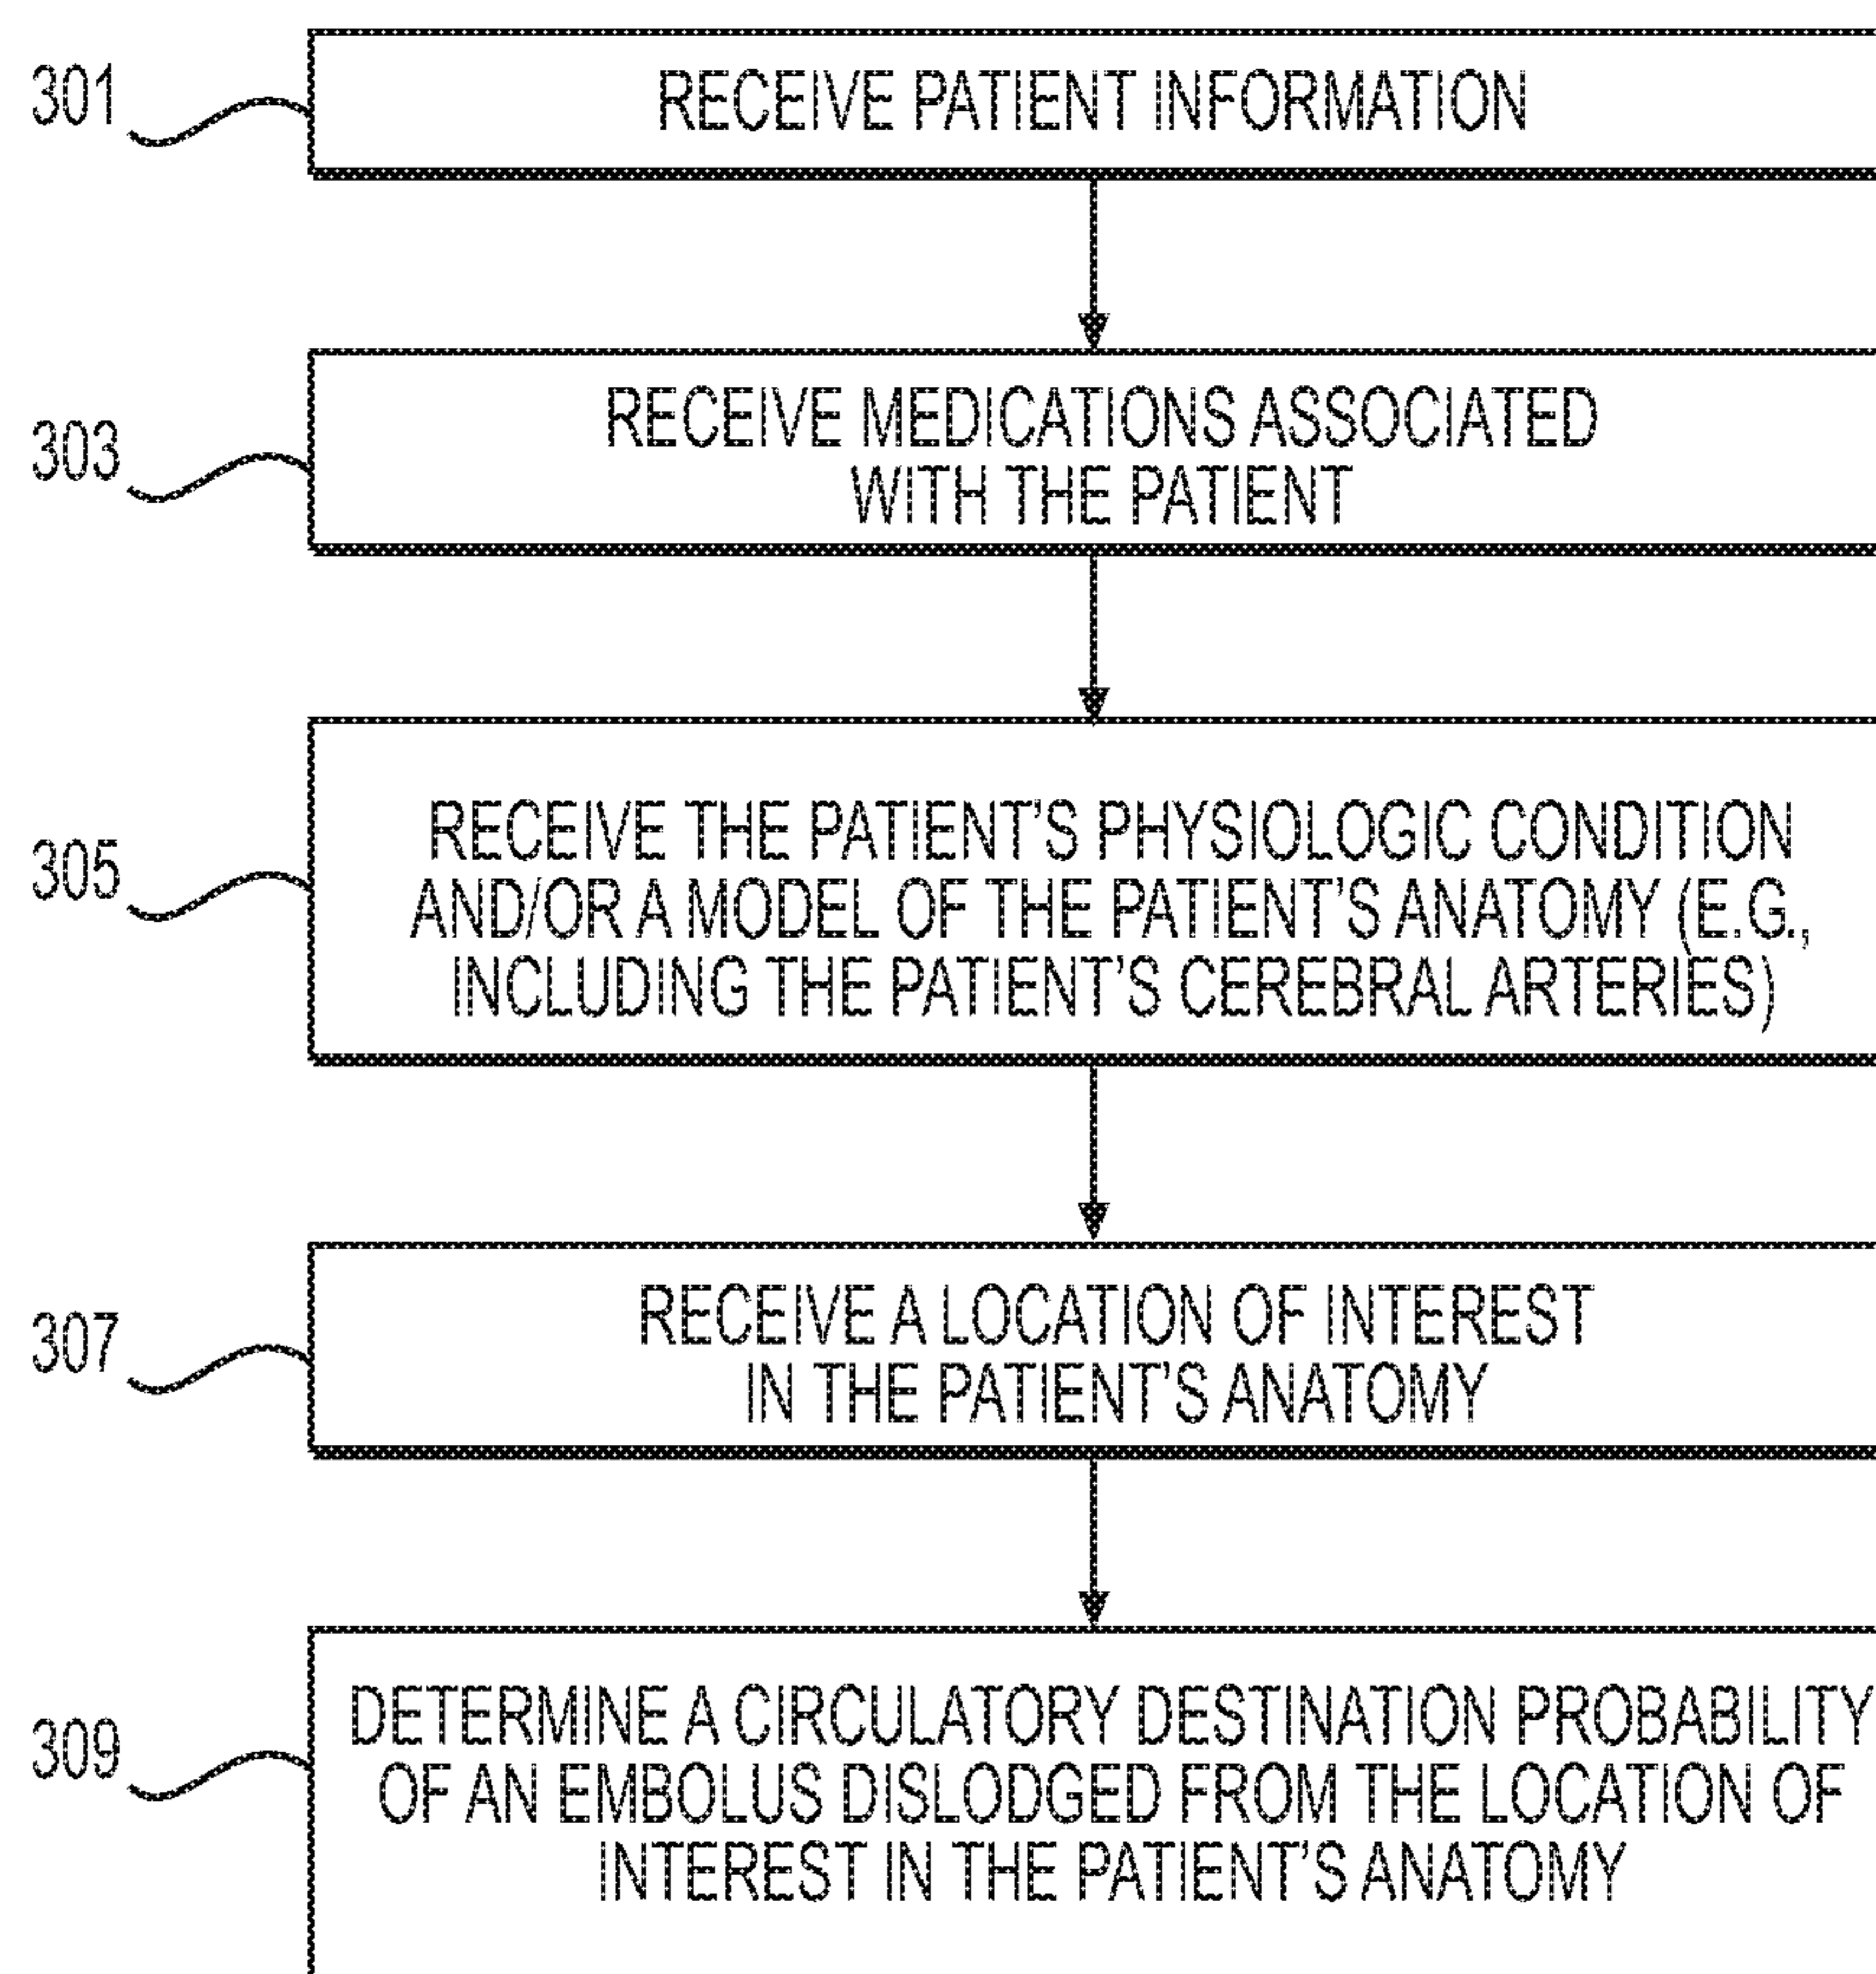 301
RECEIVE PATIENT INFORMATION
303
RECEIVE MEDICATIONS ASSOCIATED
WITH THE PATIENT
305
RECEIVE THE PATIENT'S PHYSIOLOGIC CONDITION
AND/OR A MODEL OF THE PATIENT'S ANATOMY (E.G.,
INCLUDING THE PATIENT'S CEREBRAL ARTERIES)
307
RECEIVE A LOCATION OF INTEREST
IN THE PATIENT'S ANATOMY
309
DETERMINE A CIRCULATORY DESTINATION PROBABILITY
OF AN EMBOLUS DISLODGED FROM THE LOCATION OF
INTEREST IN THE PATIENT'S ANATOMY